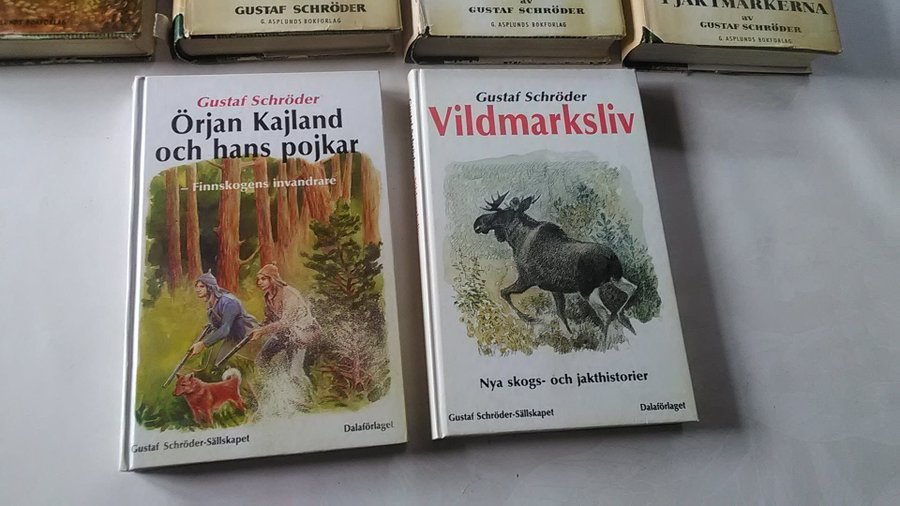 UNDS BOKFÖRLAG
GUSTAF SCHRÖDER
G. ASPLUNDS BOKFÖRLAG
av
GUSTAF SCHRÖDER
G. ASPLUNDS BOKFÖRLAG
I JAKTMARKERNA
av
GUSTAF SCHRÖDER
G. ASPLUNDS BOKFÖRLAG
Gustaf Schröder
Örjan Kajland
och hans pojkar
– Finnskogens invandrare
Gustaf Schröder-Sällskapet
Dalaförlaget
Gustaf Schröder
Vildmarksliv
Nya skogs- och jakthistorier
Gustaf Schröder-Sällskapet
Dalaförlaget